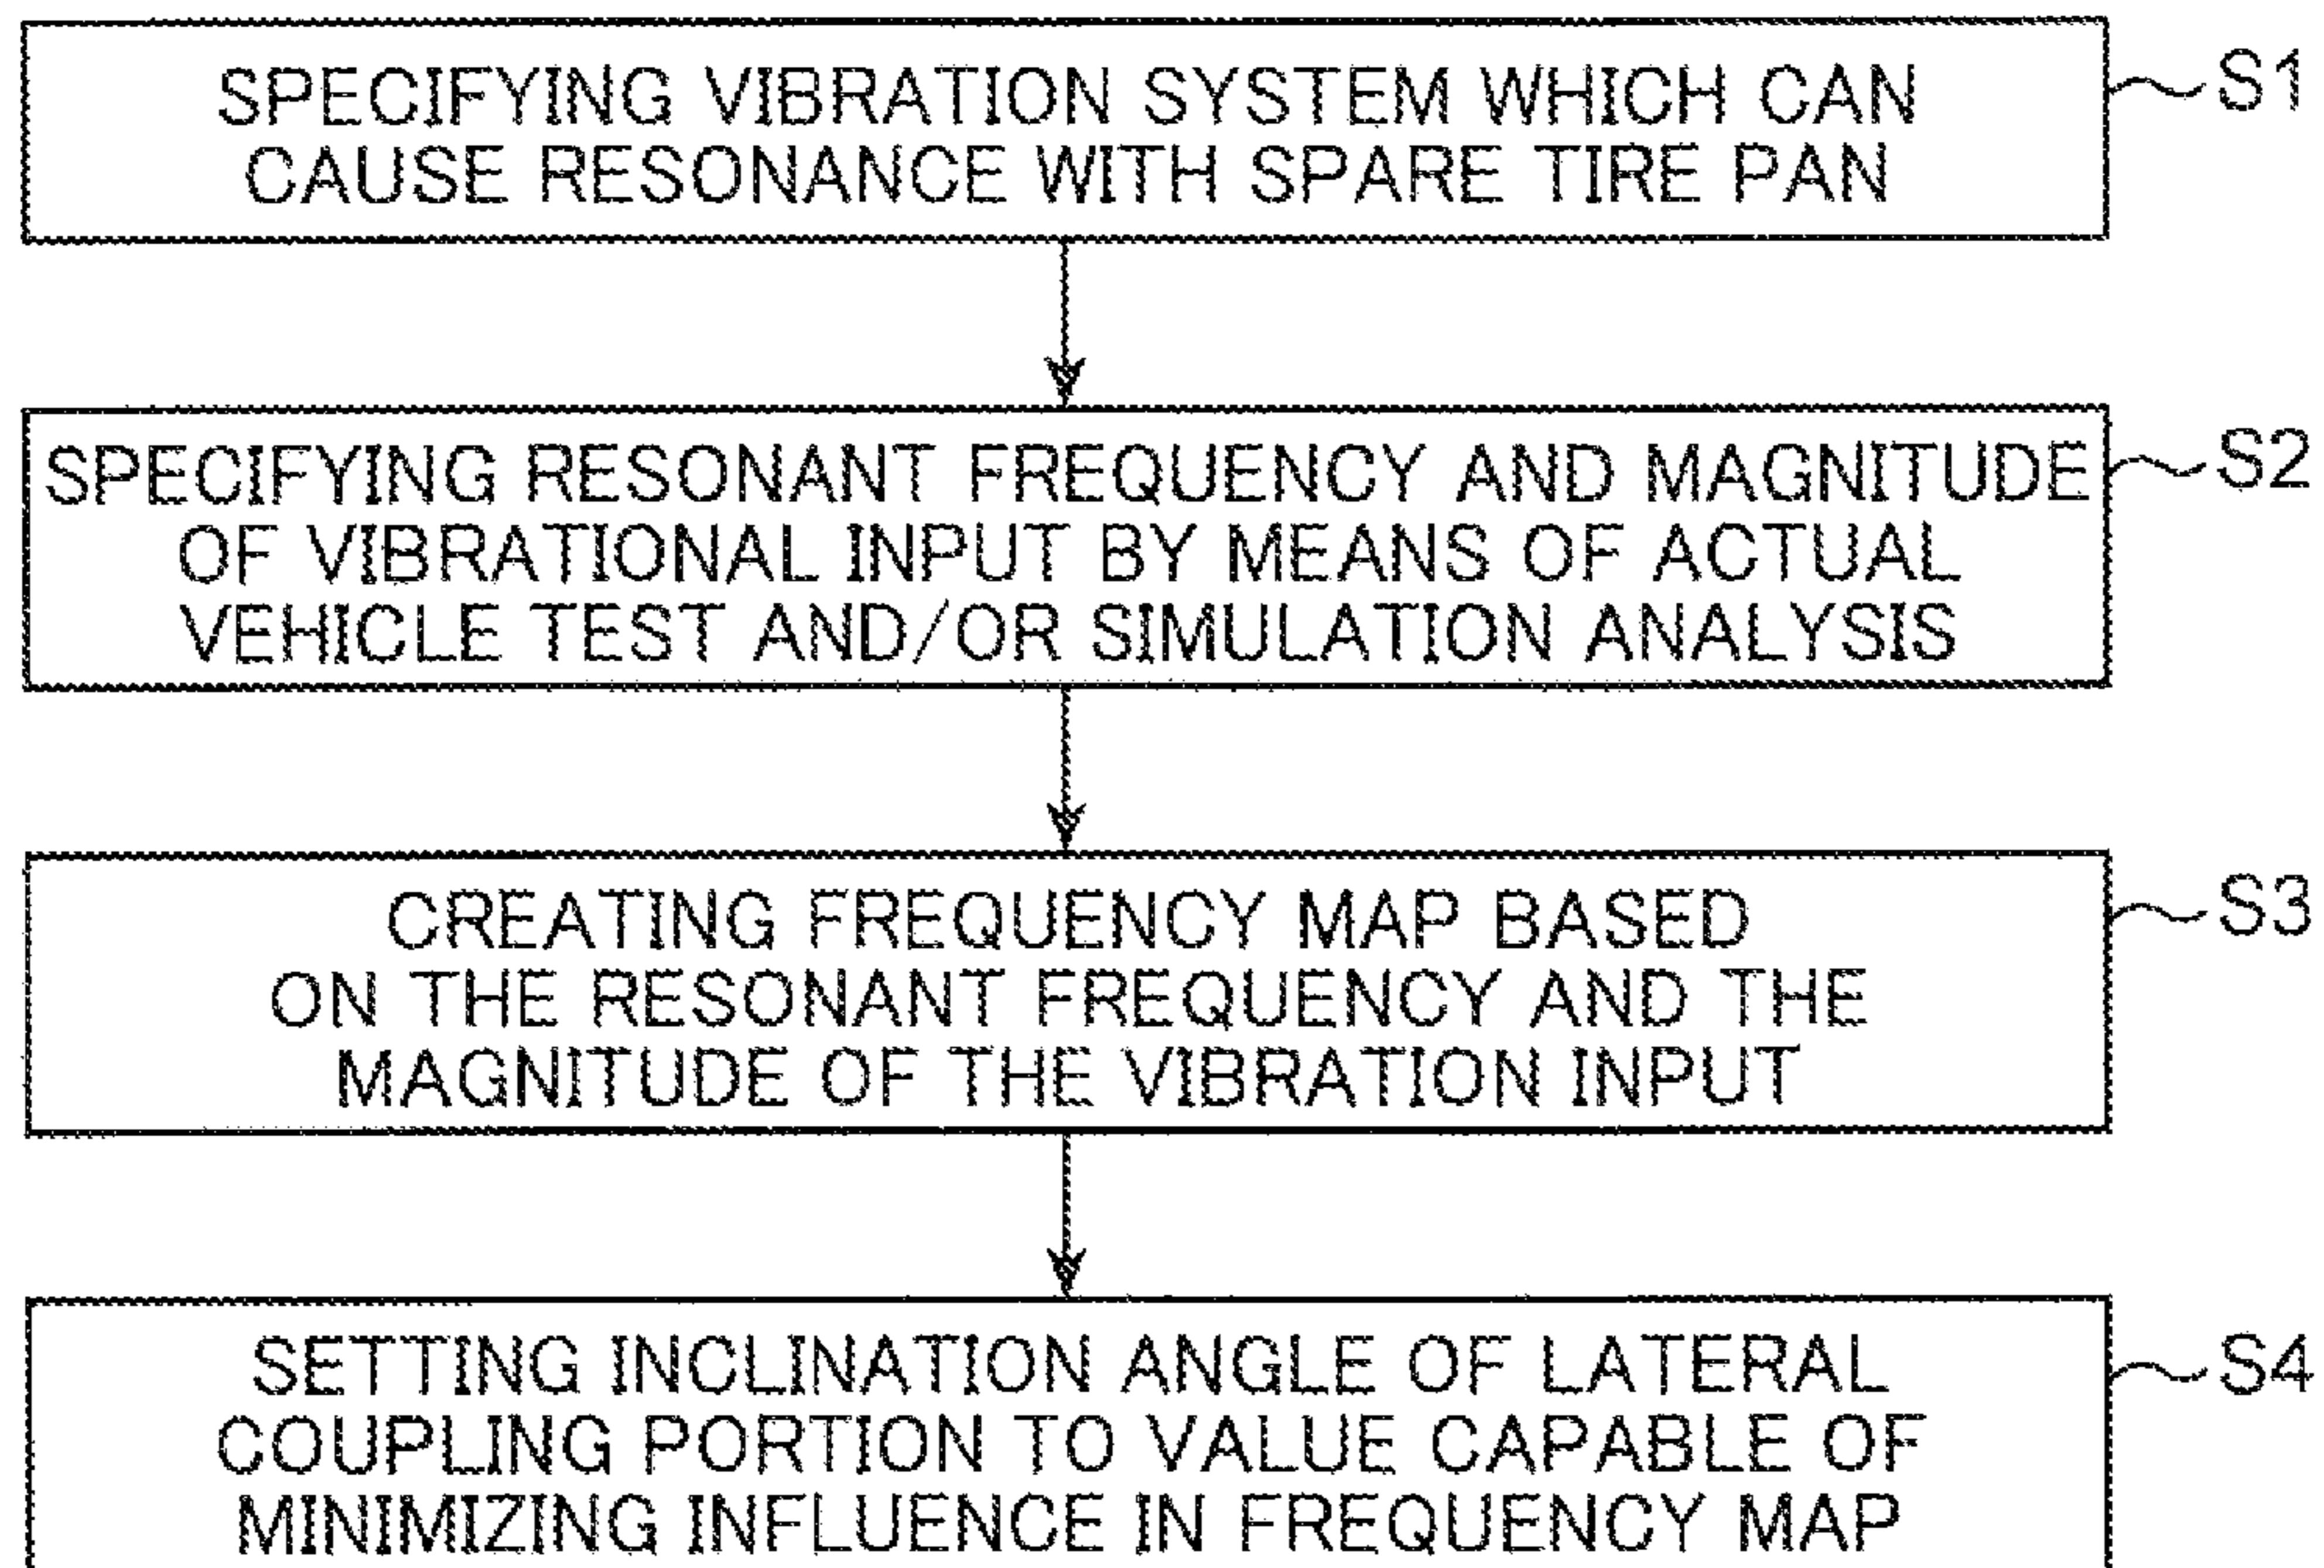 SPECIFYING VIBRATION SYSTEM WHICH CAN
CAUSE RESONANCE WITH SPARE TIRE PAN
S1
SPECIFYING RESONANT FREQUENCY AND MAGNITUDE
OF VIBRATIONAL INPUT BY MEANS OF ACTUAL
VEHICLE TEST AND/OR SIMULATION ANALYSIS
S2
CREATING FREQUENCY MAP BASED
ON THE RESONANT FREQUENCY AND THE
MAGNITUDE OF THE VIBRATION INPUT
S3
SETTING INCLINATION ANGLE OF LATERAL
COUPLING PORTION TO VALUE CAPABLE OF
MINIMIZING INFLUENCE IN FREQUENCY MAP
S4